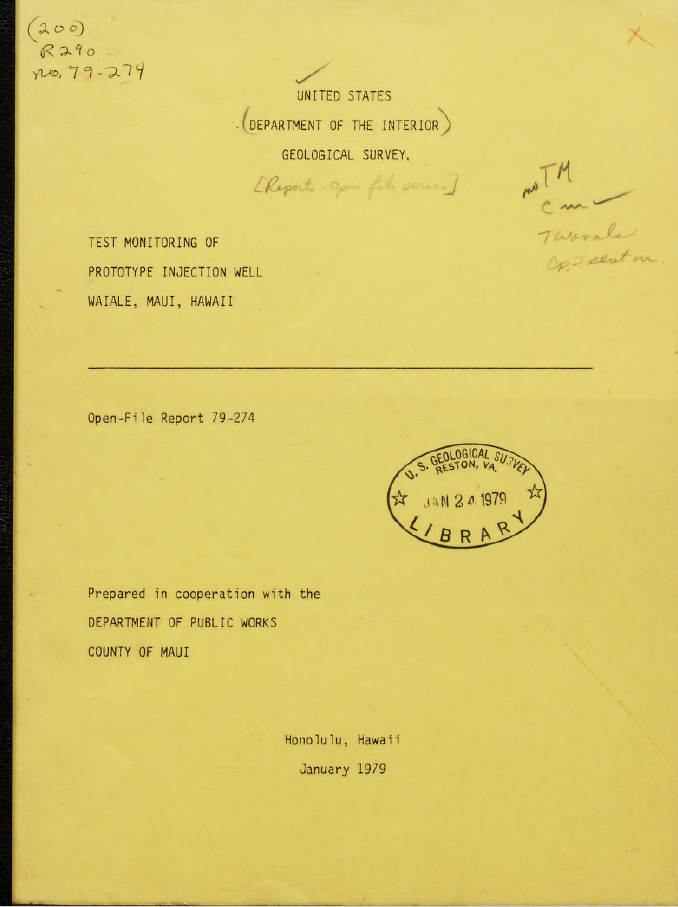 (200)
R290
no. 79-274
UNITED STATES
(DEPARTMENT OF THE INTERIOR)
GEOLOGICAL SURVEY.
[Reports - Open file series]
TM
cm
TEST MONITORING OF
PROTOTYPE INJECTION WELL
WAIALE, MAUI, HAWAII
Open-File Report 79-274
U. S. GEOLOGICAL SURVEY
RESTON, VA.
JAN 24 1979
LIBRARY
Prepared in cooperation with the
DEPARTMENT OF PUBLIC WORKS
COUNTY OF MAUI
Honolulu, Hawaii
January 1979